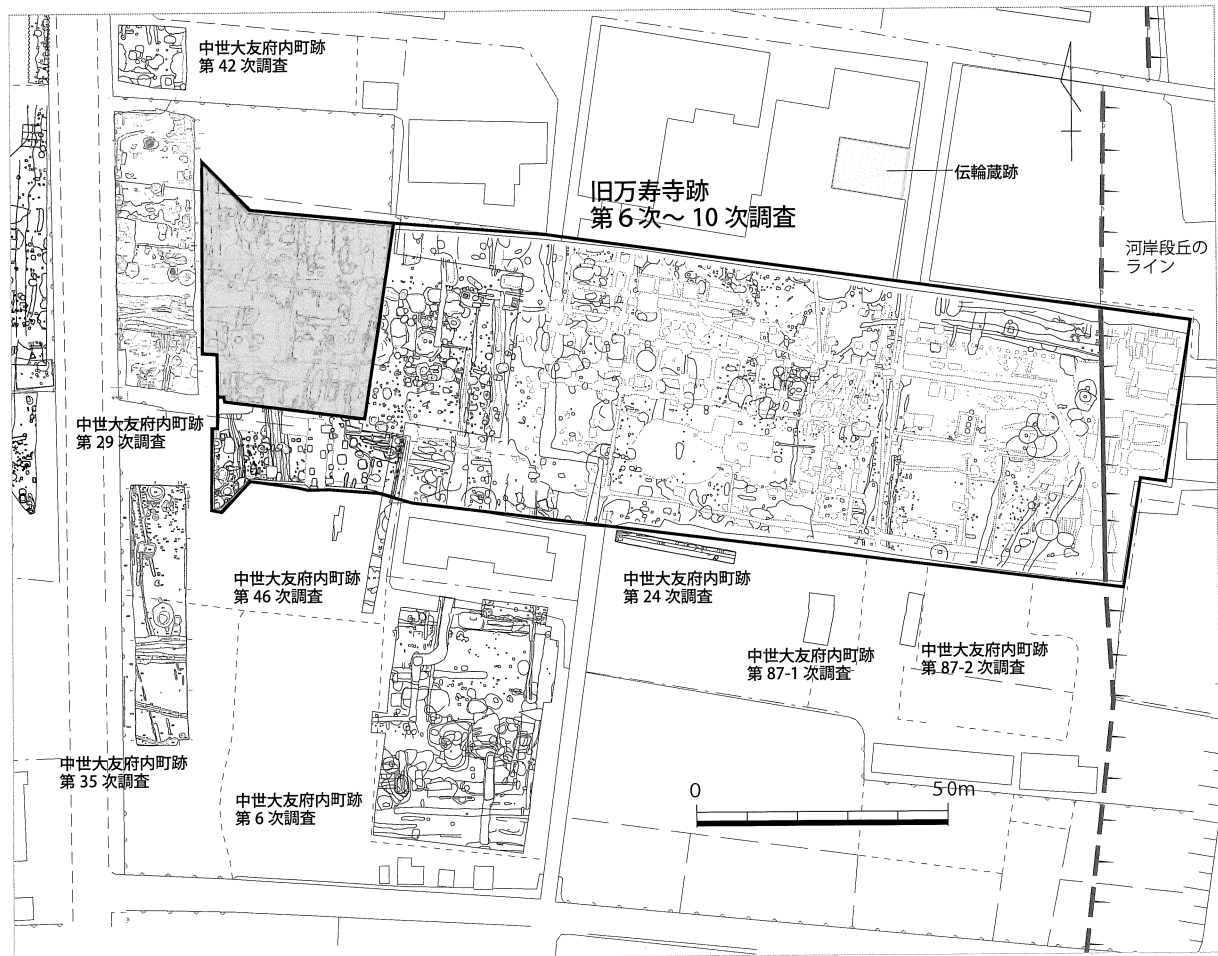 中世大友府内町跡
第 42 次調査
伝輪蔵跡
旧万寿寺跡
第６次～ 10 次調査
河岸段丘の
ライン
中世大友府内町跡
第 29 次調査
中世大友府内町跡
第 46 次調査
中世大友府内町跡
第 24 次調査
中世大友府内町跡
第 87-1 次調査
中世大友府内町跡
第 87-2 次調査
中世大友府内町跡
第 35 次調査
中世大友府内町跡
第 6 次調査
0 50m